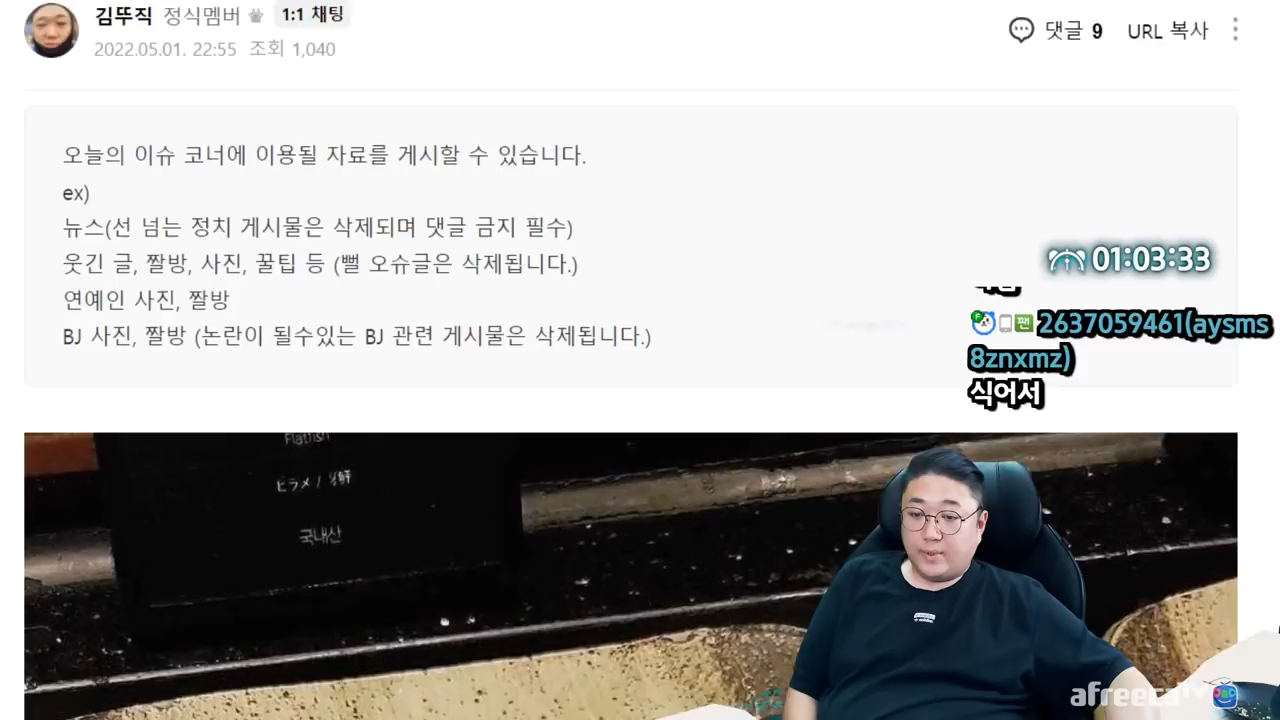 김뚜직 정식멤버 1:1 채팅
2022.05.01. 22:55 조회 1,040
댓글 9 URL 복사
오늘의 이슈 코너에 이용될 자료를 게시할 수 있습니다.
ex)
뉴스(선 넘는 정치 게시물은 삭제되며 댓글 금지 필수)
웃긴 글, 짤방, 사진, 꿀팁 등 (뻘 오슈글은 삭제됩니다.)
연예인 사진, 짤방
BJ 사진, 짤방 (논란이 될수있는 BJ 관련 게시물은 삭제됩니다.)
01:03:33
F 팬 2637059461(aysms
8znxmz)
식어서
Flatfish
ヒラメ /
국내산
afreecaTV